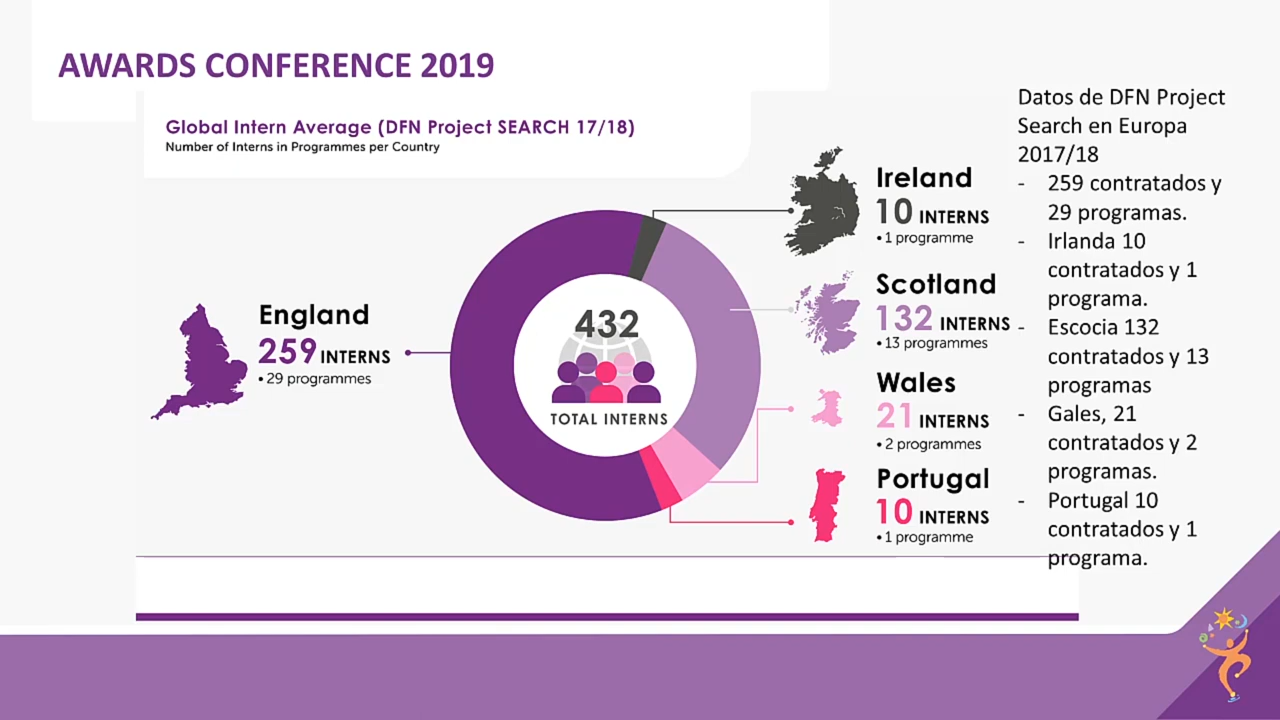 AWARDS CONFERENCE 2019
Global Intern Average (DFN Project SEARCH 17/18)
Number of Interns in Programmes per Country
England
259 INTERNS
• 29 programmes
432
TOTAL INTERNS
Ireland
10 INTERNS
• 1 programme
Scotland
132 INTERNS
• 13 programmes
Wales
21 INTERNS
• 2 programmes
Portugal
10 INTERNS
• 1 programme
Datos de DFN Project
Search en Europa
2017/18
- 259 contratados y
29 programas.
- Irlanda 10
contratados y 1
programa.
- Escocia 132
contratados y 13
programas
- Gales, 21
contratados y 2
programas.
- Portugal 10
contratados y 1
programa.